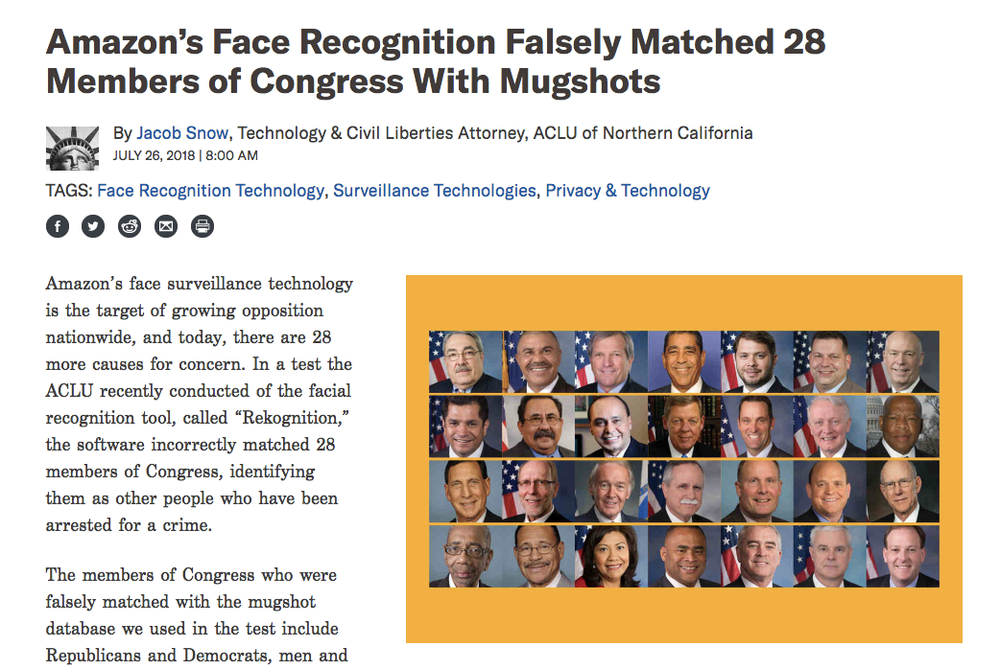 Amazon’s Face Recognition Falsely Matched 28
Members of Congress With Mugshots
By Jacob Snow, Technology & Civil Liberties Attorney, ACLU of Northern California
JULY 26, 2018 | 8:00 AM
TAGS: Face Recognition Technology, Surveillance Technologies, Privacy & Technology
Amazon’s face surveillance technology
is the target of growing opposition
nationwide, and today, there are 28
more causes for concern. In a test the
ACLU recently conducted of the facial
recognition tool, called “Rekognition,”
the software incorrectly matched 28
members of Congress, identifying
them as other people who have been
arrested for a crime.
The members of Congress who were
falsely matched with the mugshot
database we used in the test include
Republicans and Democrats, men and